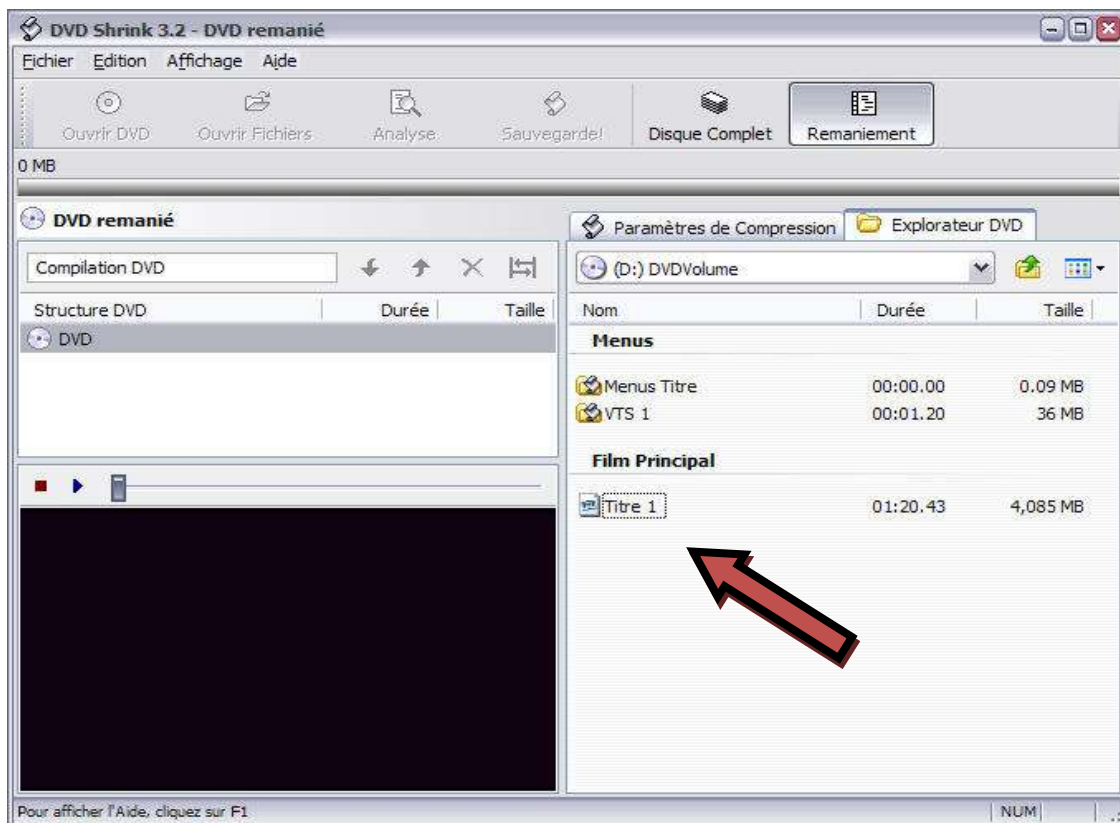 DVD Shrink 3.2 - DVD remanié
Fichier Edition Affichage Aide
Ouvrir DVD Ouvrir Fichiers Analyse Sauvegarde! Disque Complet Remaniement
0 MB
DVD remanié
Compilation DVD
Structure DVD Durée Taille
DVD
Paramètres de Compression Explorateur DVD
(D:) DVDVolume
Nom Durée Taille
Menus
Menus Titre 00:00.00 0.09 MB
VTS 1 00:01.20 36 MB
Film Principal
Titre 1 01:20.43 4,085 MB
Pour afficher l'Aide, cliquez sur F1 NUM